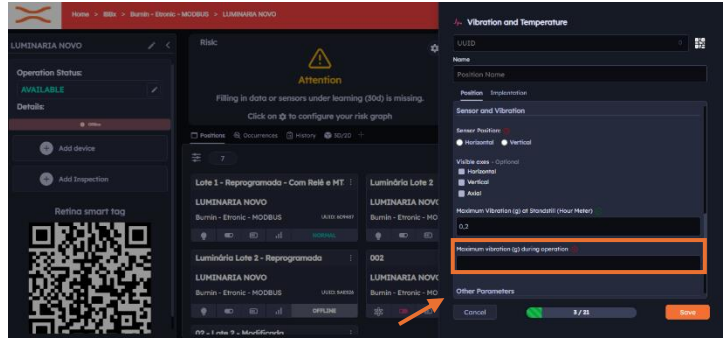 Home > IBBx > Burnin - Etronic - MODBUS > LUMINARIA NOVO
LUMINARIA NOVO
Operation Status:
AVAILABLE
Details:
Add device
Add Inspection
Retina smart tag
Risk:
Attention
Filling in data or sensors under learning (30d) is missing.
Click on to configure your risk graph
Positions
Occurrences
History
3D/2D
7
Lote 1 - Reprogramada - Com Relé e MT
LUMINARIA NOVO
Burnin - Etronic - MODBUS
NORMAL
Luminária Lote 2
LUMINARIA NOVO
Burnin - Etronic - MO
Luminária Lote 2 - Reprogramada
LUMINARIA NOVO
Burnin - Etronic - MODBUS
OFFLINE
002
LUMINARIA NOVO
Burnin - Etronic - MO
02 - Lote 2 - Modificada
Vibration and Temperature
UUID
0
Name
Position Name
Position
Implantation
Sensor and Vibration
Sensor Position:
Horizontal
Vertical
Visible axes - Optional
Horizontal
Vertical
Axial
Maximum Vibration (g) at Standstill (Hour Meter)
0,2
Maximum vibration (g) during operation
Other Parameters
Cancel
3 / 21
Save